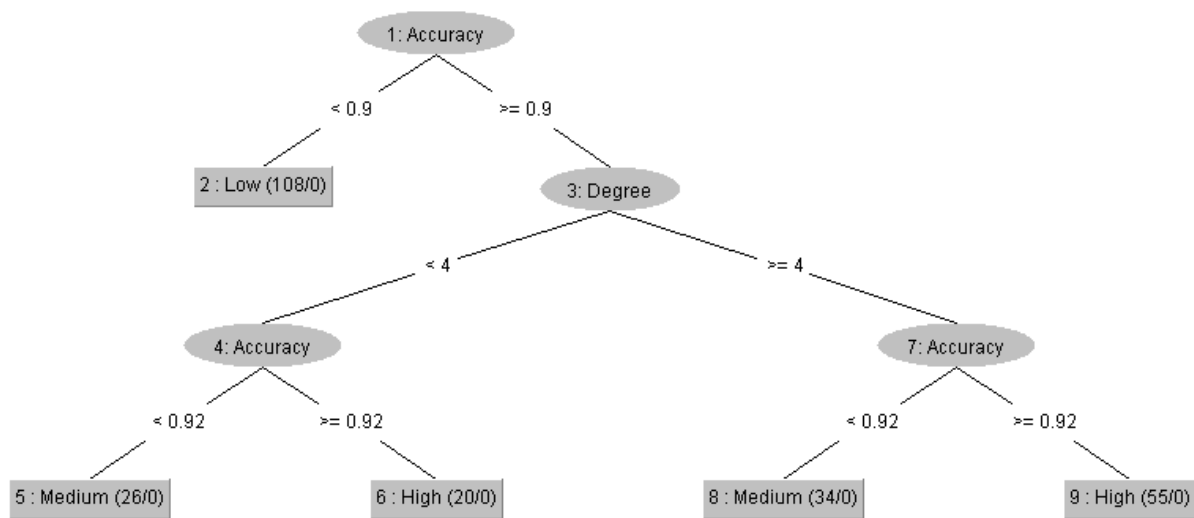 1: Accuracy
< 0.9
>= 0.9
2 : Low (108/0)
3: Degree
< 4
>= 4
4: Accuracy
7: Accuracy
< 0.92
>= 0.92
< 0.92
>= 0.92
5 : Medium (26/0)
6 : High (20/0)
8 : Medium (34/0)
9 : High (55/0)